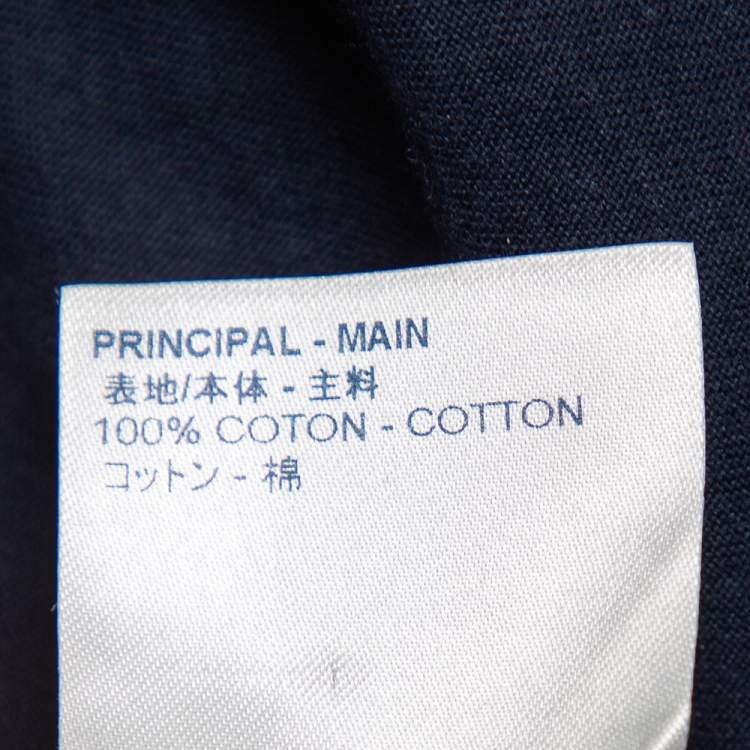 PRINCIPAL - MAIN
表地/本体 - 主料
100% COTON - COTTON
コットン - 棉